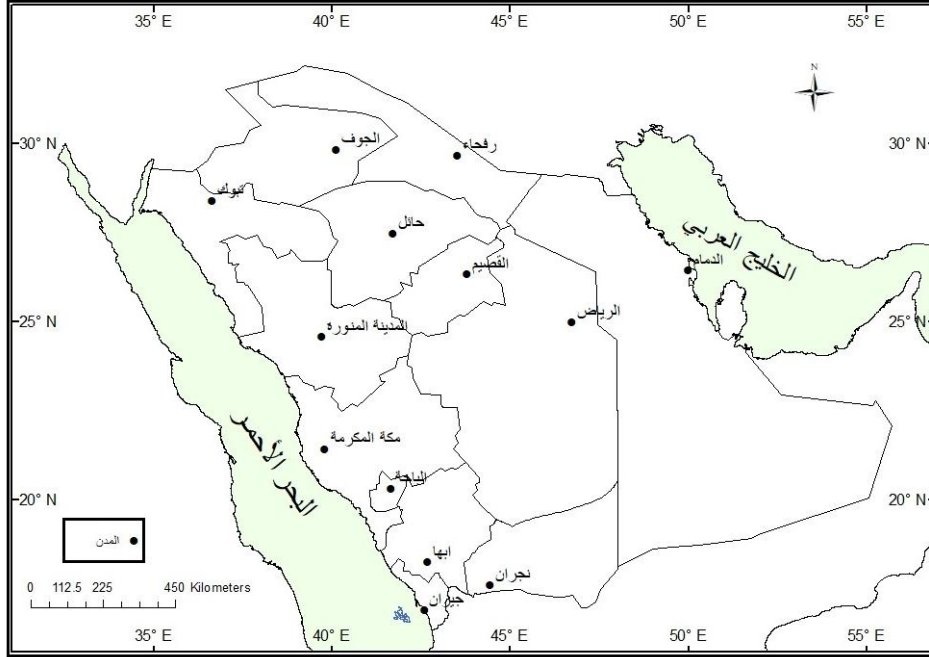 35° E 40° E 45° E 50° E 55° E
N
30° N 30° N
الجوف
رفحاء
تبوك
حائل
الخليج العربي
الدمام
القصيم
25° N 25° N
الرياض
المدينة المنوره
مكة المكرمة
البحر الأحمر
الباحة
20° N 20° N
المدن
ابها
نجران
جيزان
0 112.5 225 450 Kilometers
35° E 40° E 45° E 50° E 55° E